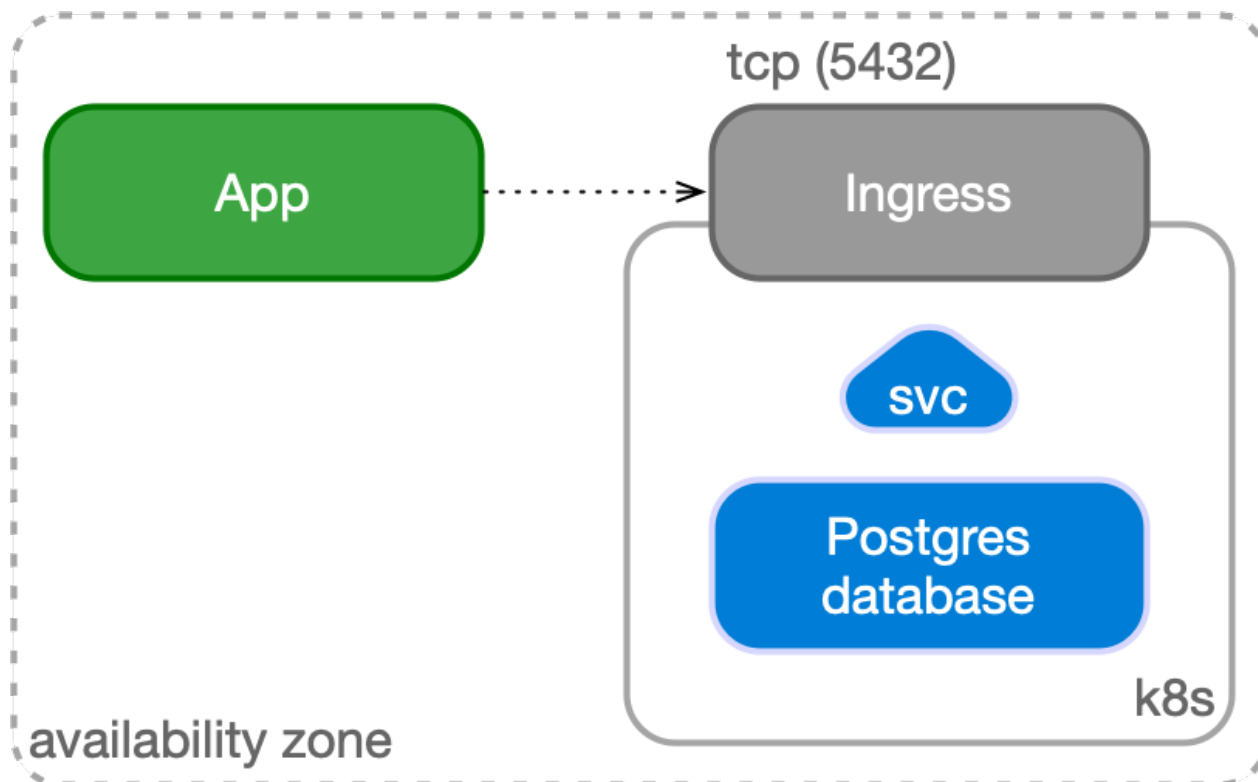 tcp (5432)
App
Ingress
svc
Postgres
database
k8s
availability zone